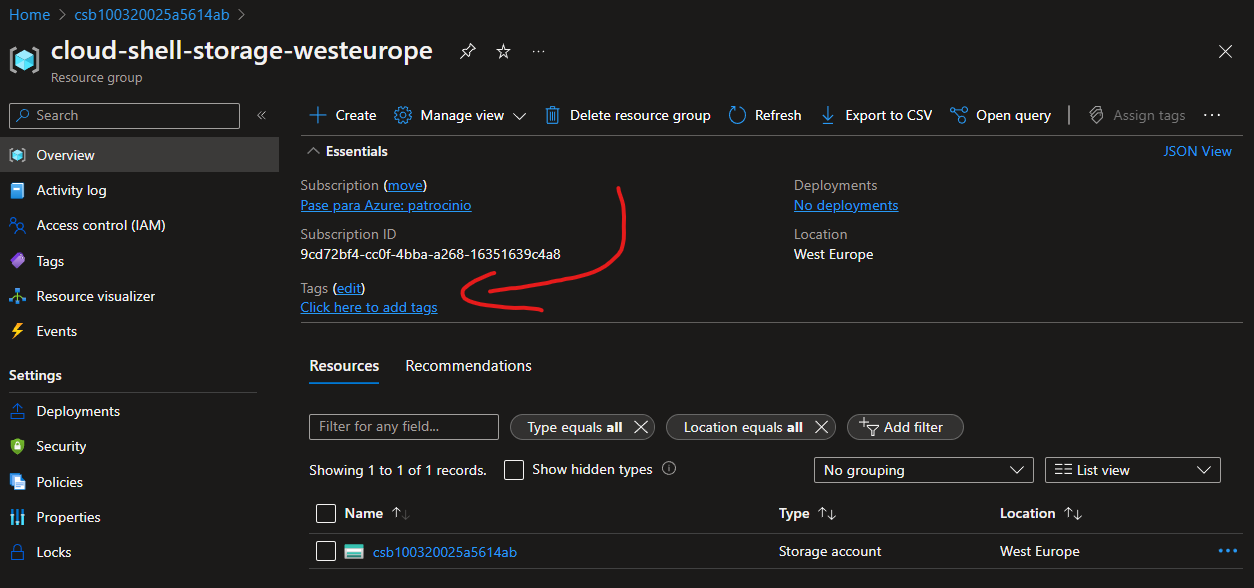 Home > csb100320025a5614ab >
cloud-shell-storage-westeurope
Resource group
Search
Overview
Activity log
Access control (IAM)
Tags
Resource visualizer
Events
Settings
Deployments
Security
Policies
Properties
Locks
Create Manage view Delete resource group Refresh Export to CSV Open query Assign tags
Essentials JSON View
Subscription (move)
Pase para Azure: patrocinio
Subscription ID
9cd72bf4-cc0f-4bba-a268-16351639c4a8
Tags (edit)
Click here to add tags
Deployments
No deployments
Location
West Europe
Resources Recommendations
Filter for any field... Type equals all Location equals all Add filter
Showing 1 to 1 of 1 records. Show hidden types No grouping List view
Name Type Location
csb100320025a5614ab Storage account West Europe